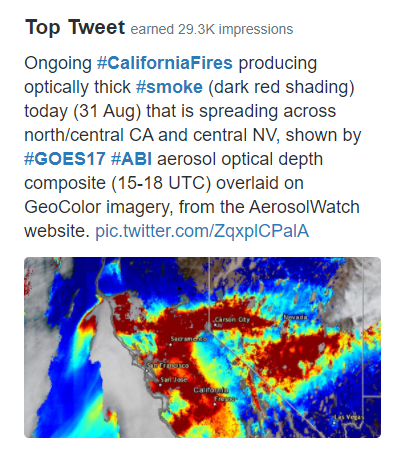 Top Tweet earned 29.3K impressions
Ongoing #CaliforniaFires producing
optically thick #smoke (dark red shading)
today (31 Aug) that is spreading across
north/central CA and central NV, shown by
#GOES17 #ABI aerosol optical depth
composite (15-18 UTC) overlaid on
GeoColor imagery, from the AerosolWatch
website. pic.twitter.com/ZqxplCPalA
Carson City
Nevada
Sacramento
San Francisco
San Jose
California
Fresno
Las Vegas